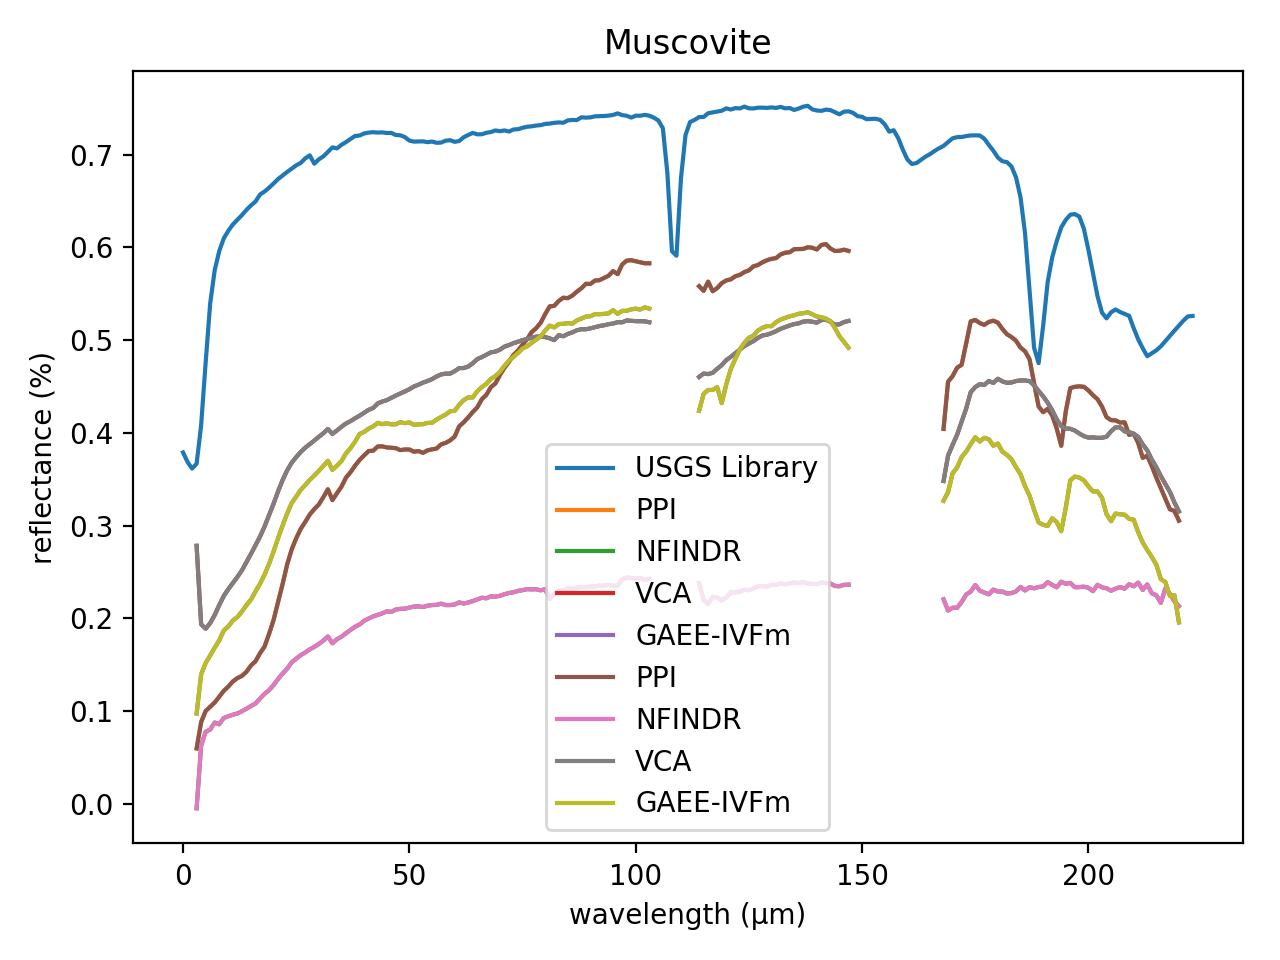 Muscovite
reflectance (%)
0.7
0.6
0.5
0.4
0.3
0.2
0.1
0.0
USGS Library
PPI
NFINDR
VCA
GAEE-IVFm
PPI
NFINDR
VCA
GAEE-IVFm
0 50 100 150 200
wavelength (μm)